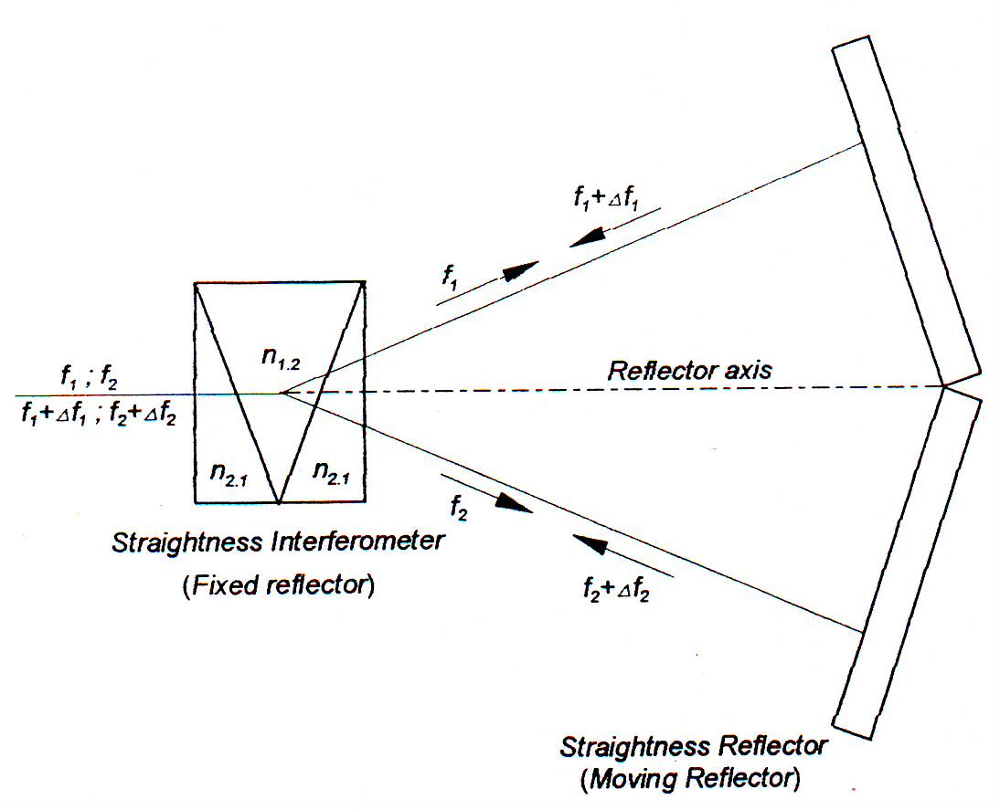 f₁+Δf₁
f₁
n₁.₂
f₁ ; f₂
Reflector axis
f₁+Δf₁ ; f₂+Δf₂
n₂.₁
n₂.₁
f₂
Straightness Interferometer
(Fixed reflector)
f₂+Δf₂
Straightness Reflector
(Moving Reflector)